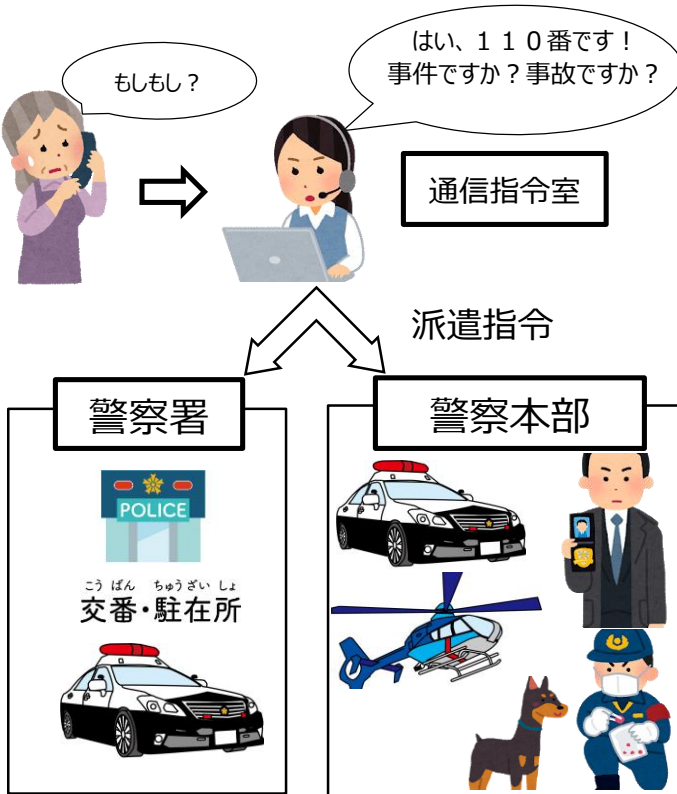 もしもし？
はい、１１０番です！
事件ですか？事故ですか？
通信指令室
派遣指令
警察署
警察本部
POLICE
こう ばん ちゅう ざい しょ
交番・駐在所